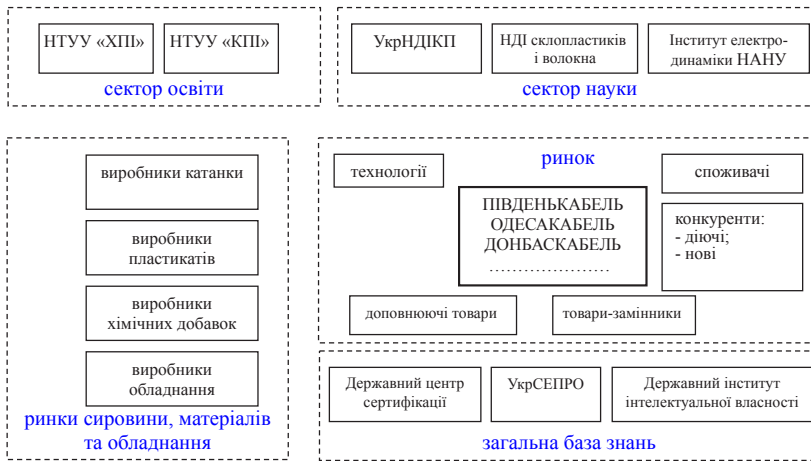 НТУУ «ХПІ»
НТУУ «КПІ»
сектор освіти
УкрНДІКП
НДІ склопластиків
і волокна
Інститут електро-
динаміки НАНУ
сектор науки
виробники катанки
виробники
пластикатів
виробники
хімічних добавок
виробники
обладнання
ринки сировини, матеріалів
та обладнання
ринок
технології
споживачі
ПІВДЕНЬКАБЕЛЬ
ОДЕСАКАБЕЛЬ
ДОНБАСКАБЕЛЬ
…………………
конкуренти:
- діючі;
- нові
доповнюючі товари
товари-замінники
Державний центр
сертифікації
УкрСЕПРО
Державний інститут
інтелектуальної власності
загальна база знань